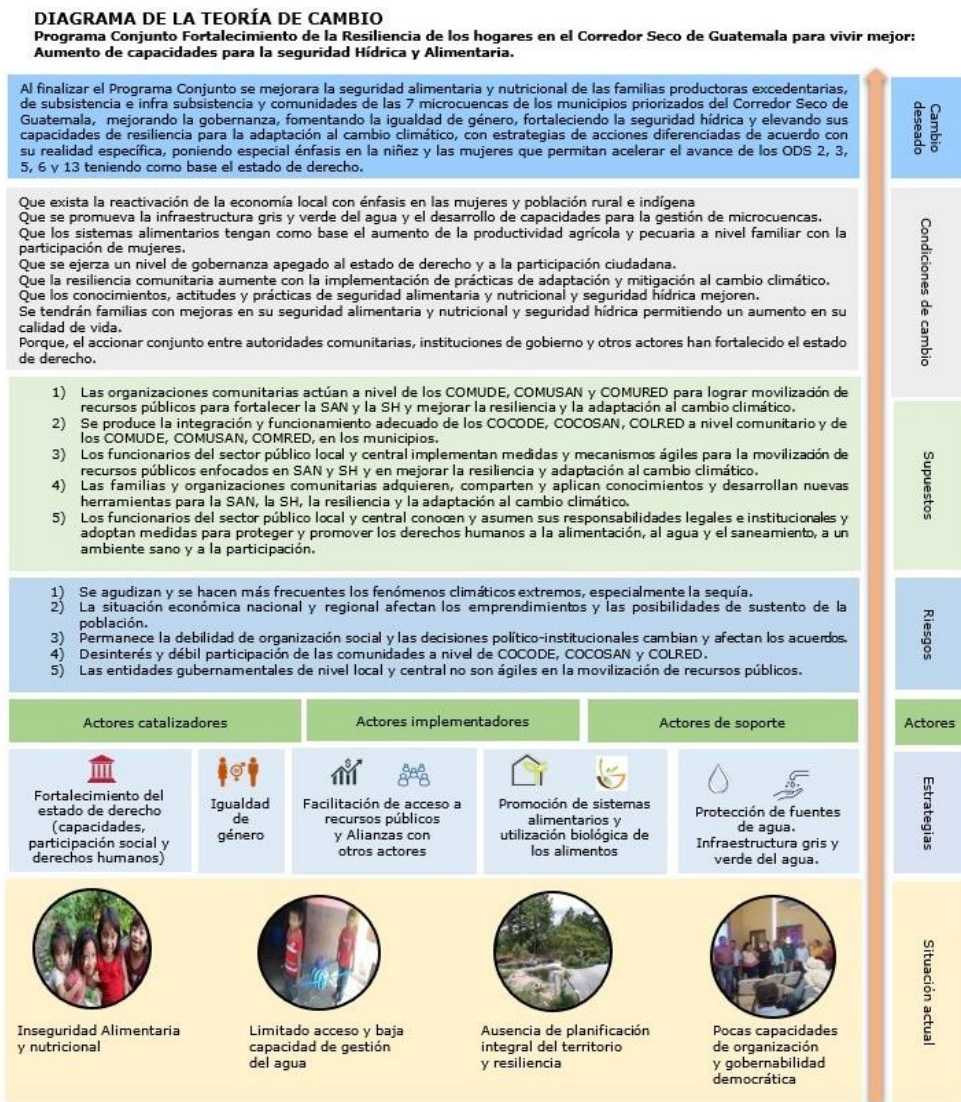 DIAGRAMA DE LA TEORÍA DE CAMBIO
Programa Conjunto Fortalecimiento de la Resiliencia de los hogares en el Corredor Seco de Guatemala para vivir mejor:
Aumento de capacidades para la seguridad Hídrica y Alimentaria.
Al finalizar el Programa Conjunto se mejorara la seguridad alimentaria y nutricional de las familias productoras excedentarias,
de subsistencia e infra subsistencia y comunidades de las 7 microcuencas de los municipios priorizados del Corredor Seco de
Guatemala, mejorando la gobernanza, fomentando la igualdad de género, fortaleciendo la seguridad hídrica y elevando sus
capacidades de resiliencia para la adaptación al cambio climático, con estrategias de acciones diferenciadas de acuerdo con
su realidad específica, poniendo especial énfasis en la niñez y las mujeres que permitan acelerar el avance de los ODS 2, 3,
5, 6 y 13 teniendo como base el estado de derecho.
Cambio
deseado
Que exista la reactivación de la economía local con énfasis en las mujeres y población rural e indígena
Que se promueva la infraestructura gris y verde del agua y el desarrollo de capacidades para la gestión de microcuencas.
Que los sistemas alimentarios tengan como base el aumento de la productividad agrícola y pecuaria a nivel familiar con la
participación de mujeres.
Que se ejerza un nivel de gobernanza apegado al estado de derecho y a la participación ciudadana.
Que la resiliencia comunitaria aumente con la implementación de prácticas de adaptación y mitigación al cambio climático.
Que los conocimientos, actitudes y prácticas de seguridad alimentaria y nutricional y seguridad hídrica mejoren.
Se tendrán familias con mejoras en su seguridad alimentaria y nutricional y seguridad hídrica permitiendo un aumento en su
calidad de vida.
Porque, el accionar conjunto entre autoridades comunitarias, instituciones de gobierno y otros actores han fortalecido el estado
de derecho.
Condiciones de cambio
1) Las organizaciones comunitarias actúan a nivel de los COMUDE, COMUSAN y COMURED para lograr movilización de
recursos públicos para fortalecer la SAN y la SH y mejorar la resiliencia y la adaptación al cambio climático.
2) Se produce la integración y funcionamiento adecuado de los COCODE, COCOSAN, COLRED a nivel comunitario y de
los COMUDE, COMUSAN, COMRED, en los municipios.
3) Los funcionarios del sector público local y central implementan medidas y mecanismos ágiles para la movilización de
recursos públicos enfocados en SAN y SH y en mejorar la resiliencia y adaptación al cambio climático.
4) Las familias y organizaciones comunitarias adquieren, comparten y aplican conocimientos y desarrollan nuevas
herramientas para la SAN, la SH, la resiliencia y la adaptación al cambio climático.
5) Los funcionarios del sector público local y central conocen y asumen sus responsabilidades legales e institucionales y
adoptan medidas para proteger y promover los derechos humanos a la alimentación, al agua y el saneamiento, a un
ambiente sano y a la participación.
Supuestos
1) Se agudizan y se hacen más frecuentes los fenómenos climáticos extremos, especialmente la sequía.
2) La situación económica nacional y regional afectan los emprendimientos y las posibilidades de sustento de la
población.
3) Permanece la debilidad de organización social y las decisiones político-institucionales cambian y afectan los acuerdos.
4) Desinterés y débil participación de las comunidades a nivel de COCODE, COCOSAN y COLRED.
5) Las entidades gubernamentales de nivel local y central no son ágiles en la movilización de recursos públicos.
Riesgos
Actores catalizadores
Actores implementadores
Actores de soporte
Actores
Fortalecimiento del
estado de derecho
(capacidades,
participación social y
derechos humanos)
Igualdad
de
género
Facilitación de acceso a
recursos públicos
y Alianzas con
otros actores
Promoción de sistemas
alimentarios y
utilización biológica de
los alimentos
Protección de fuentes
de agua.
Infraestructura gris y
verde del agua.
Estrategias
Inseguridad Alimentaria
y nutricional
Limitado acceso y baja
capacidad de gestión
del agua
Ausencia de planificación
integral del territorio
y resiliencia
Pocas capacidades
de organización
y gobernabilidad
democrática
Situación actual